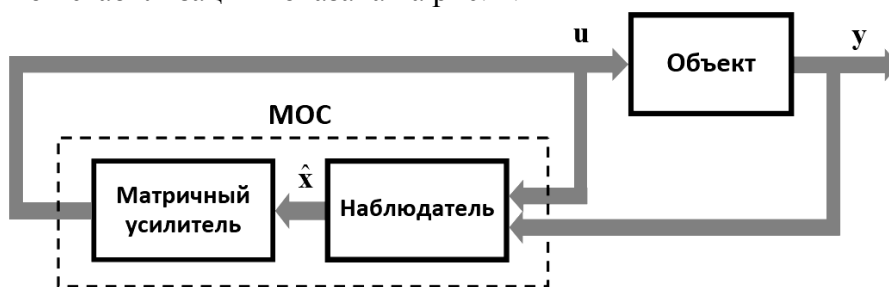 u
y
Объект
МОС
Матричный
усилитель
x̂
Наблюдатель